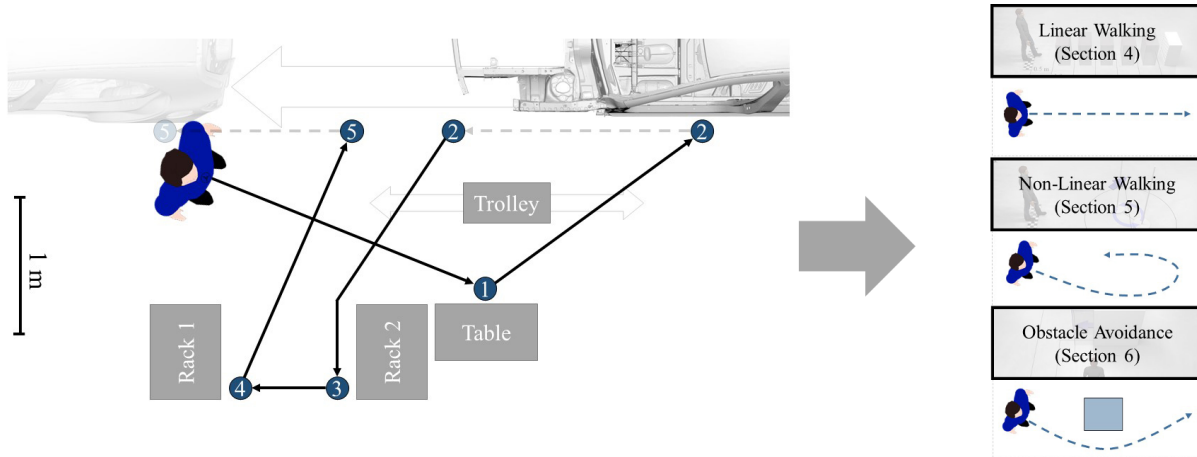 5
5
2
2
Trolley
1 m
1
Rack 1
Rack 2
Table
4
3
Linear Walking
(Section 4)
Non-Linear Walking
(Section 5)
Obstacle Avoidance
(Section 6)